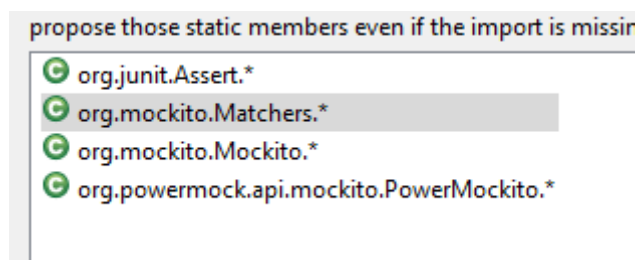 propose those static members even if the import is
org.junit.Assert.*
org.mockito.Matchers.*
org.mockito.Mockito.*
org.powermock.api.mockito.PowerMockito.*